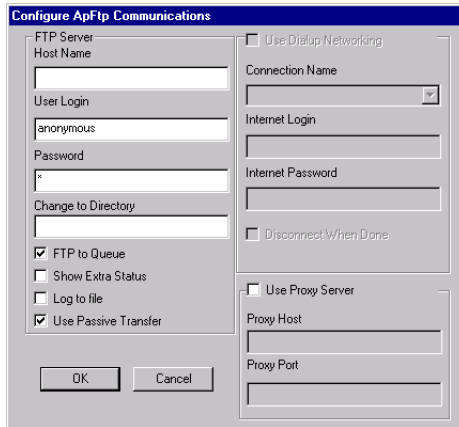 Configure ApFtp Communications
FTP Server
Host Name
User Login
anonymous
Password
*
Change to Directory
FTP to Queue
Show Extra Status
Log to file
Use Passive Transfer
OK
Cancel
Use Dialup Networking
Connection Name
Internet Login
Internet Password
Disconnect When Done
Use Proxy Server
Proxy Host
Proxy Port